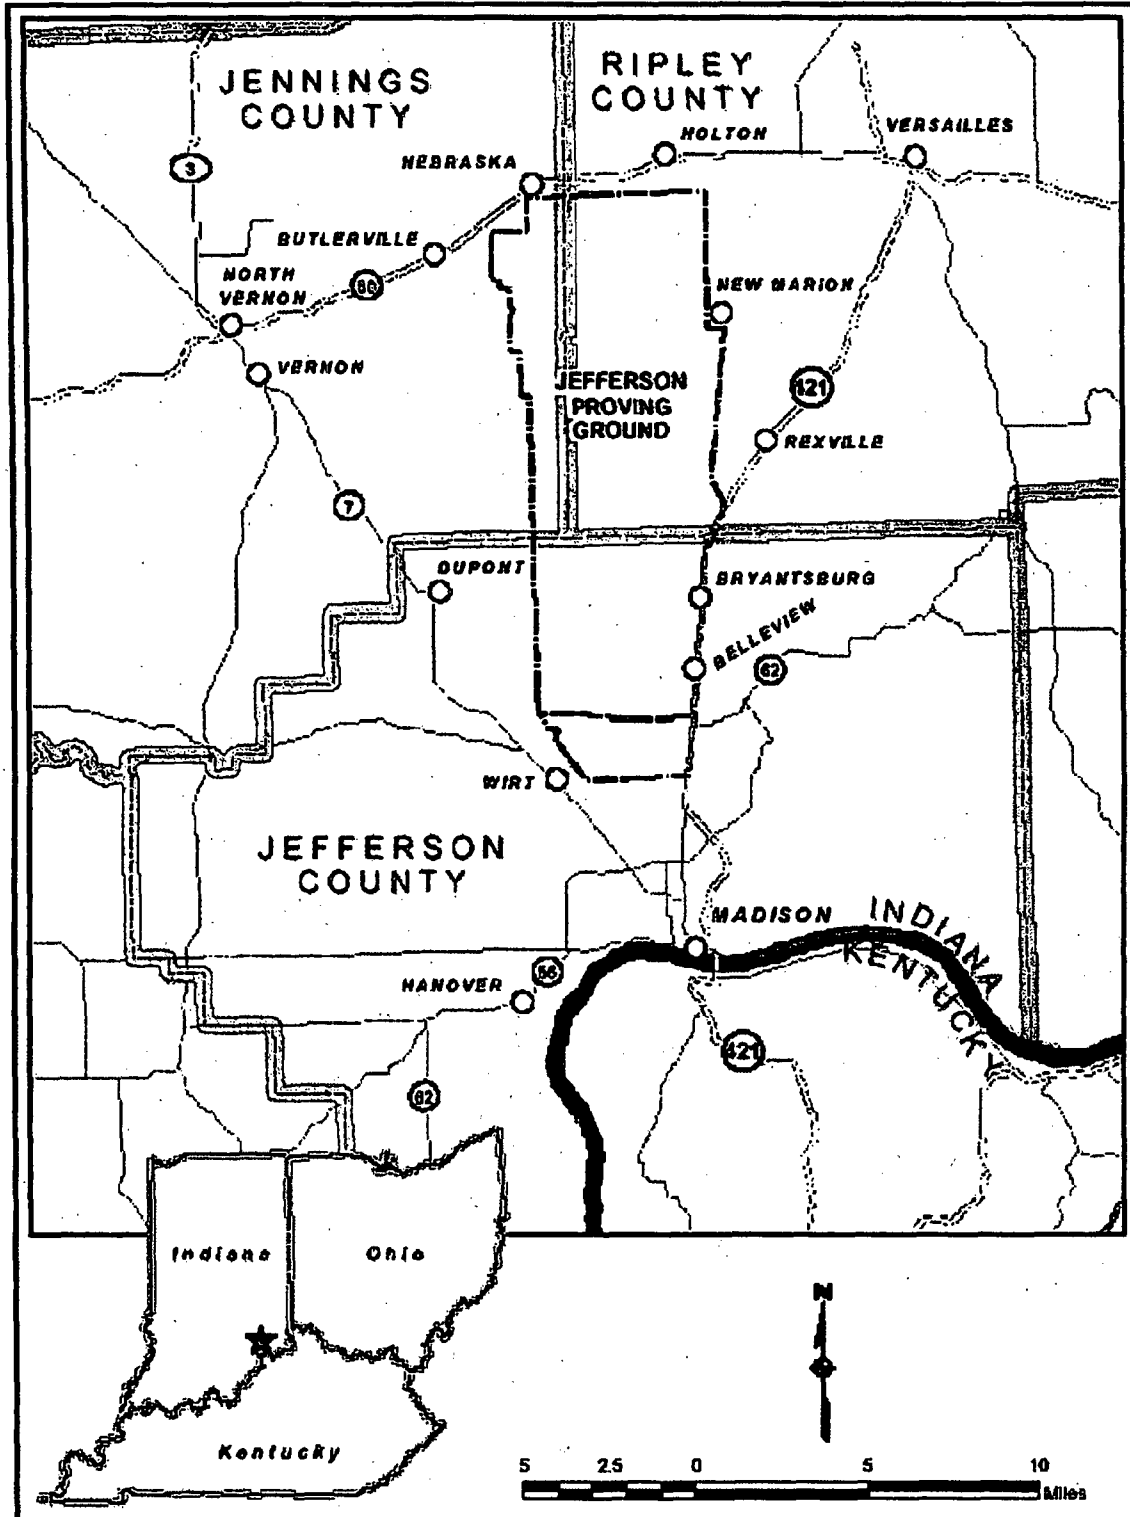 JENNINGS
COUNTY
RIPLEY
COUNTY
HOLTON
VERSAILLES
NEBRASKA
3
BUTLERVILLE
NORTH
VERNON
NEW MARION
VERNON
JEFFERSON
PROVING
GROUND
421
REXVILLE
7
DUPONT
BRYANTSBURG
BELLEVIEW
62
WIRT
JEFFERSON
COUNTY
MADISON
INDIANA
KENTUCKY
HANOVER
56
421
62
Indiana
Ohio
Kentucky
N
5 2.5 0 5 10
Miles